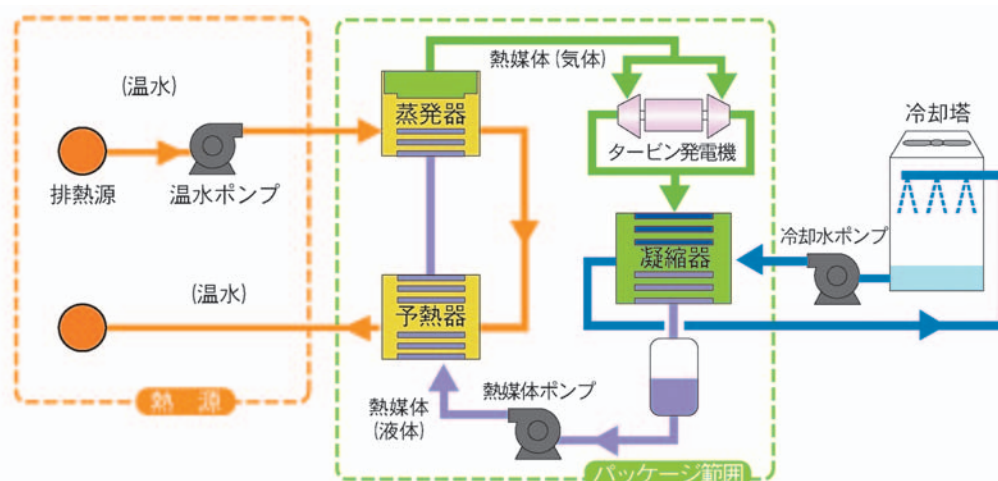 熱媒体(気体)
(温水)
蒸発器
冷却塔
タービン発電機
排熱源
温水ポンプ
冷却水ポンプ
凝縮器
(温水)
予熱器
熱媒体ポンプ
熱媒体
(液体)
熱 源
パッケージ範囲